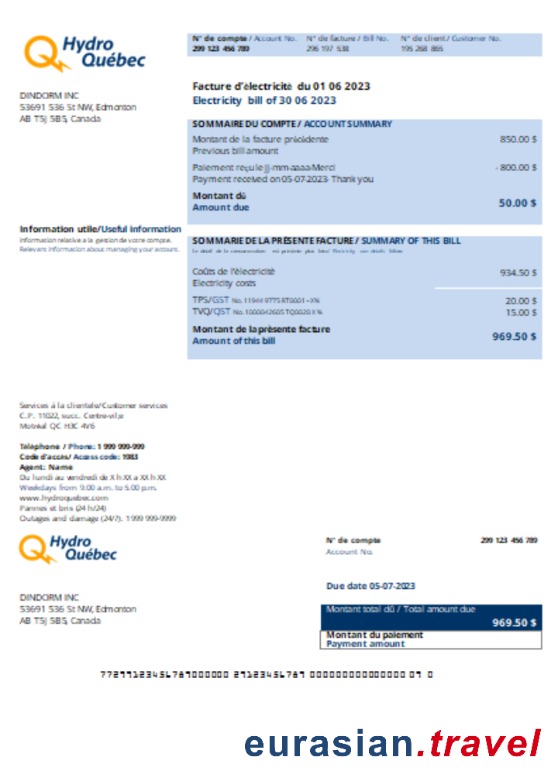 Hydro
Québec
N° de compte / Account No.
299 123 456 789
N° de facture / Bill No.
296 197 538
N° de client / Customer No.
195 268 865
DINDORM INC
53691 536 St NW, Edmonton
AB T5J 5B5, Canada
Facture d'électricité du 01 06 2023
Electricity bill of 30 06 2023
SOMMAIRE DU COMPTE / ACCOUNT SUMMARY
Montant de la facture précédente 850.00 $
Previous bill amount
Paiement reçu le jj-mm-aaaa-Merci - 800.00 $
Payment received on 05-07-2023- Thank you
Montant dû
Amount due 50.00 $
Information utile/Useful information
Information relative à la gestion de votre compte.
Relevant information about managing your account.
SOMMARIE DE LA PRÉSENTE FACTURE / SUMMARY OF THIS BILL
Coûts de l'électricité 934.50 $
Electricity costs
TPS/GST No. 11944 9775 RT0001 - X% 20.00 $
TVQ/QST No. 1000042605 TQ0020 X % 15.00 $
Montant de la présente facture
Amount of this bill 969.50 $
Services à la clientele/Customer services
C.P. 11022, succ. Centre-ville
Motréal QC H3C 4V6
Téléphone / Phone: 1 999 999-999
Code d'accès/ Access code: 1983
Agent: Name
Du lundi au vendredi de X h XX a XX h XX
Weekdays from 9:00 a.m. to 5:00 p.m.
www.hydroquebec.com
Pannes et bris (24 h/24)
Outages and damage (24/7). 1 999 999-9999
Hydro
Québec
N° de compte 299 123 456 789
Account No.
Due date 05-07-2023
DINDORM INC
53691 536 St NW, Edmonton
AB T5J 5B5, Canada
Montant total dû / Total amount due
969.50 $
Montant du paiement
Payment amount
77299123456789000000 29123456789 0000000000000000 09 0
eurasian.travel